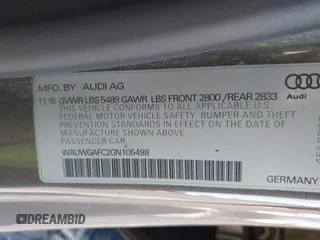 MFD. BY AUDI AG
11 15 GVWR LBS 5489 GAWR LBS FRONT 2800 /REAR 2833
THIS VEHICLE CONFORMS TO ALL APPLICABLE
FEDERAL MOTOR VEHICLE SAFETY, BUMPER AND THEFT
PREVENTION STANDARDS IN EFFECT ON THE DATE OF
MANUFACTURE SHOWN ABOVE
PASSENGER CAR
WAUWGAFC2GN105498
Audi
GERMANY
DREAMBID